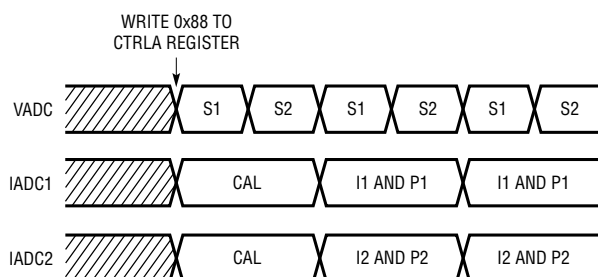 WRITE 0x88 TO
CTRLA REGISTER
VADC S1 S2 S1 S2 S1 S2
IADC1 CAL I1 AND P1 I1 AND P1
IADC2 CAL I2 AND P2 I2 AND P2